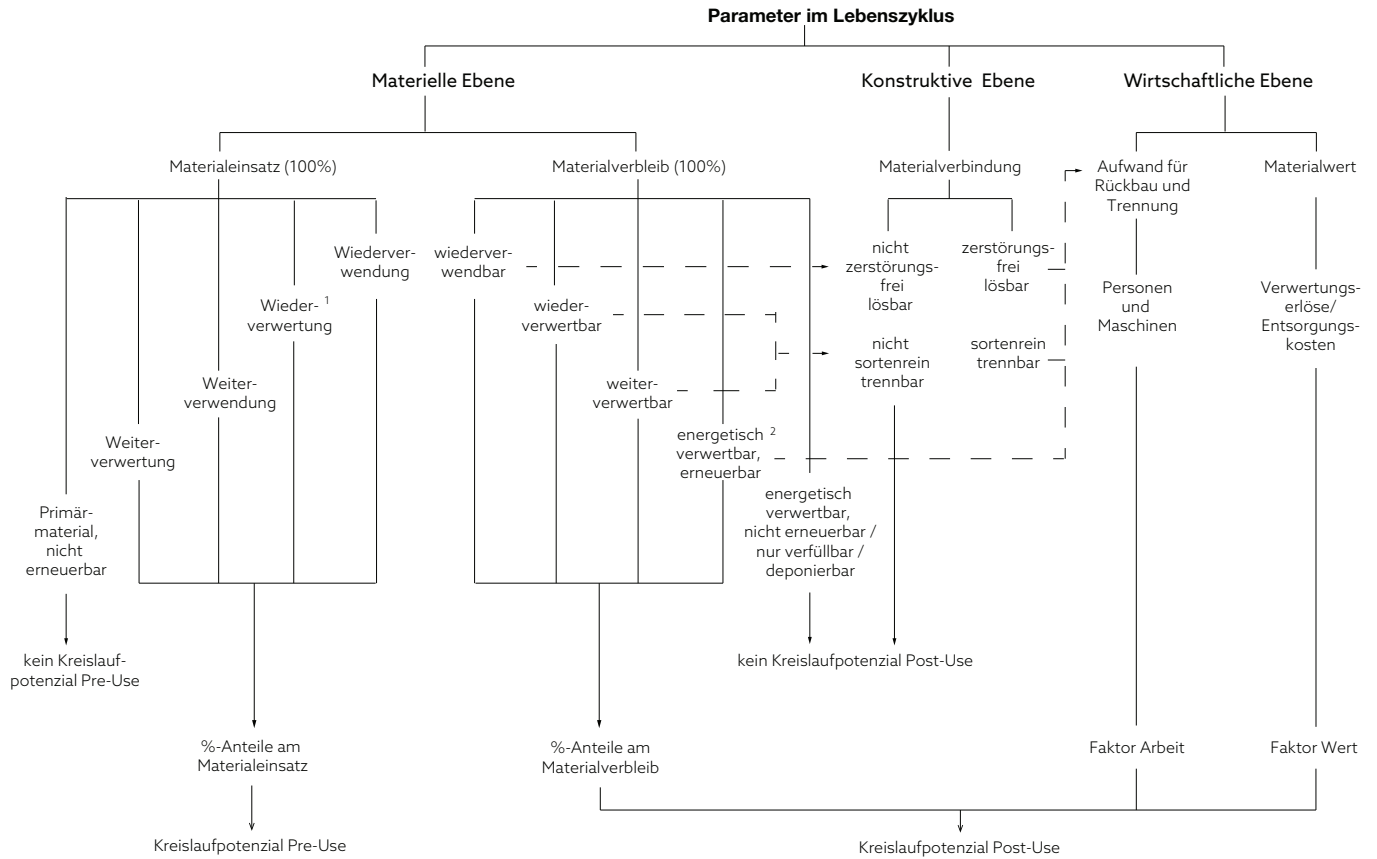 Parameter im Lebenszyklus
Materielle Ebene
Konstruktive Ebene
Wirtschaftliche Ebene
Materialeinsatz (100%)
Materialverbleib (100%)
Materialverbindung
Aufwand für
Rückbau und
Trennung
Materialwert
Wiederver-
wendung
wiederver-
wendbar
nicht
zerstörungs-
frei
lösbar
zerstörungs-
frei
lösbar
Wieder- 1
verwertung
wieder-
verwertbar
Personen
und
Maschinen
Verwertungs-
erlöse/
Entsorgungs-
kosten
nicht
sortenrein
trennbar
sortenrein
trennbar
Weiter-
verwendung
weiter-
verwertbar
Weiter-
verwertung
energetisch 2
verwertbar,
erneuerbar
Primär-
material,
nicht
erneuerbar
energetisch
verwertbar,
nicht erneuerbar /
nur verfüllbar /
deponierbar
kein Kreislauf-
potenzial Pre-Use
kein Kreislaufpotenzial Post-Use
%-Anteile am
Materialeinsatz
%-Anteile am
Materialverbleib
Faktor Arbeit
Faktor Wert
Kreislaufpotenzial Pre-Use
Kreislaufpotenzial Post-Use